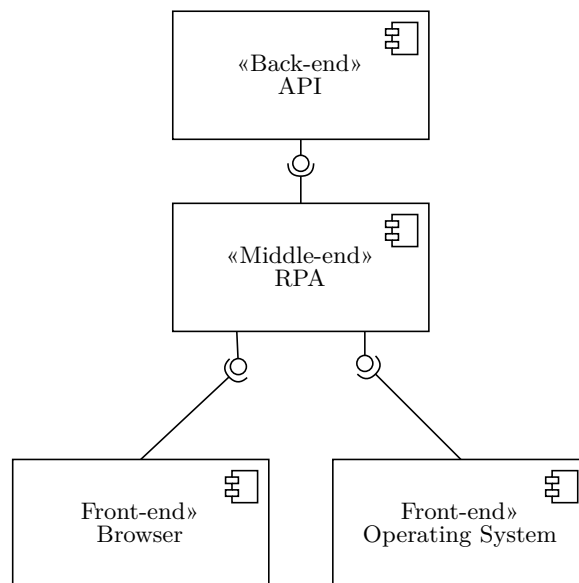 «Back-end»
API
«Middle-end»
RPA
Front-end»
Browser
Front-end»
Operating System